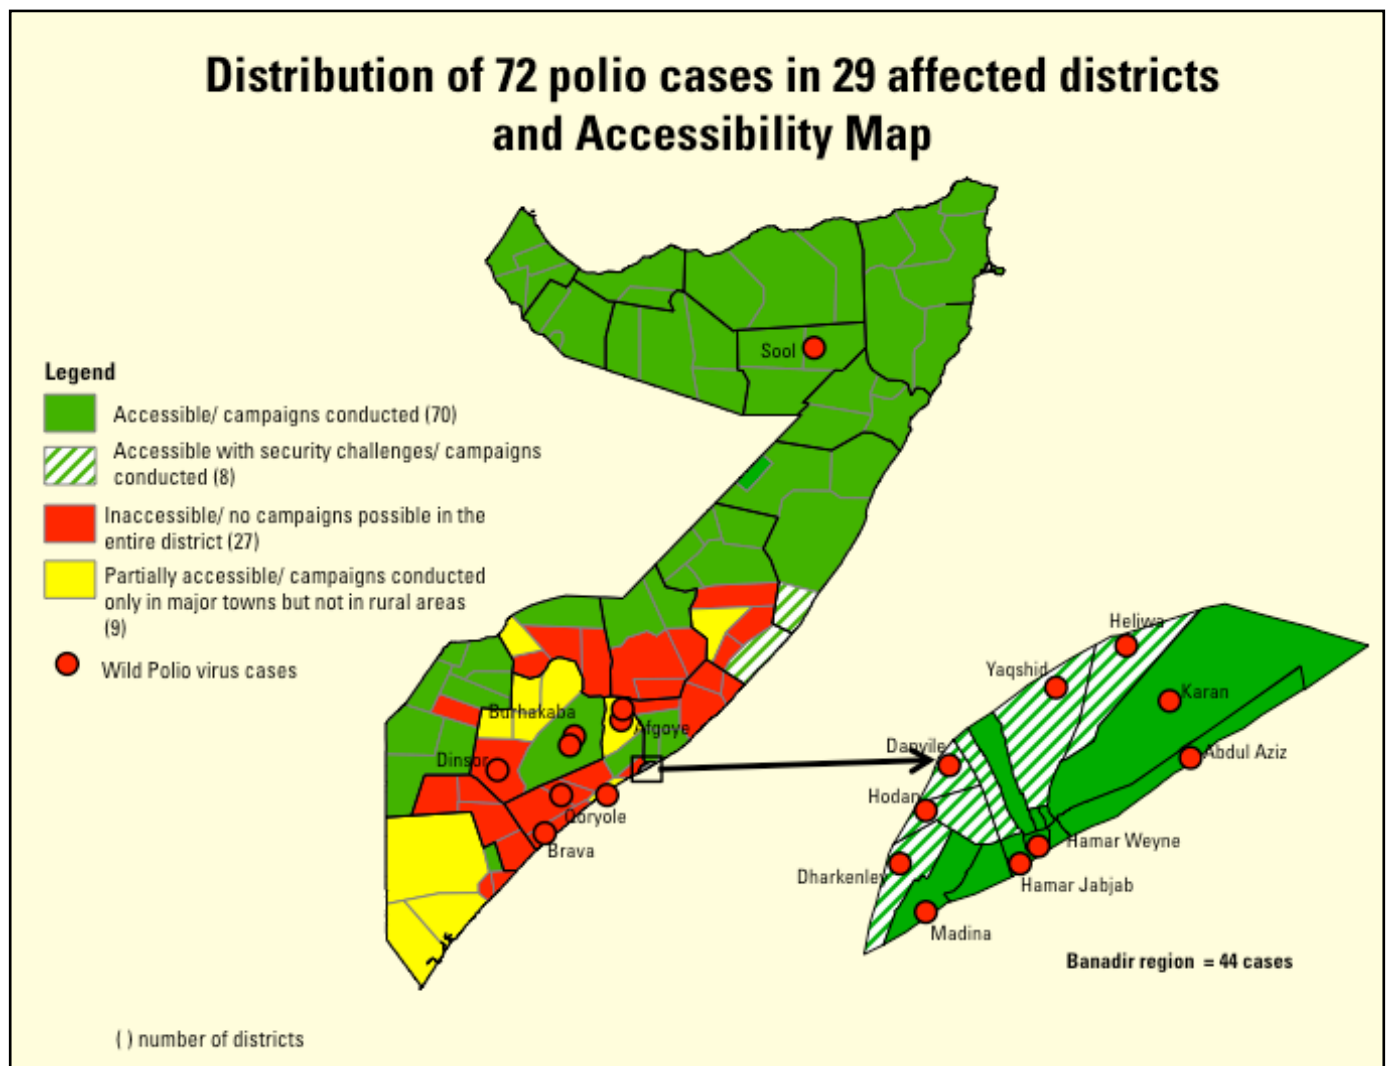 Distribution of 72 polio cases in 29 affected districts
and Accessibility Map
Sool
Legend
Accessible/ campaigns conducted (70)
Accessible with security challenges/ campaigns
conducted (8)
Inaccessible/ no campaigns possible in the
entire district (27)
Partially accessible/ campaigns conducted
only in major towns but not in rural areas
(9)
Wild Polio virus cases
Burhakaba
Afgoye
Dinsor
Qoryole
Brava
Heliwa
Yaqshid
Karan
Danyile
Abdul Aziz
Hodan
Hamar Weyne
Dharkenley
Hamar Jabjab
Madina
Banadir region = 44 cases
( ) number of districts